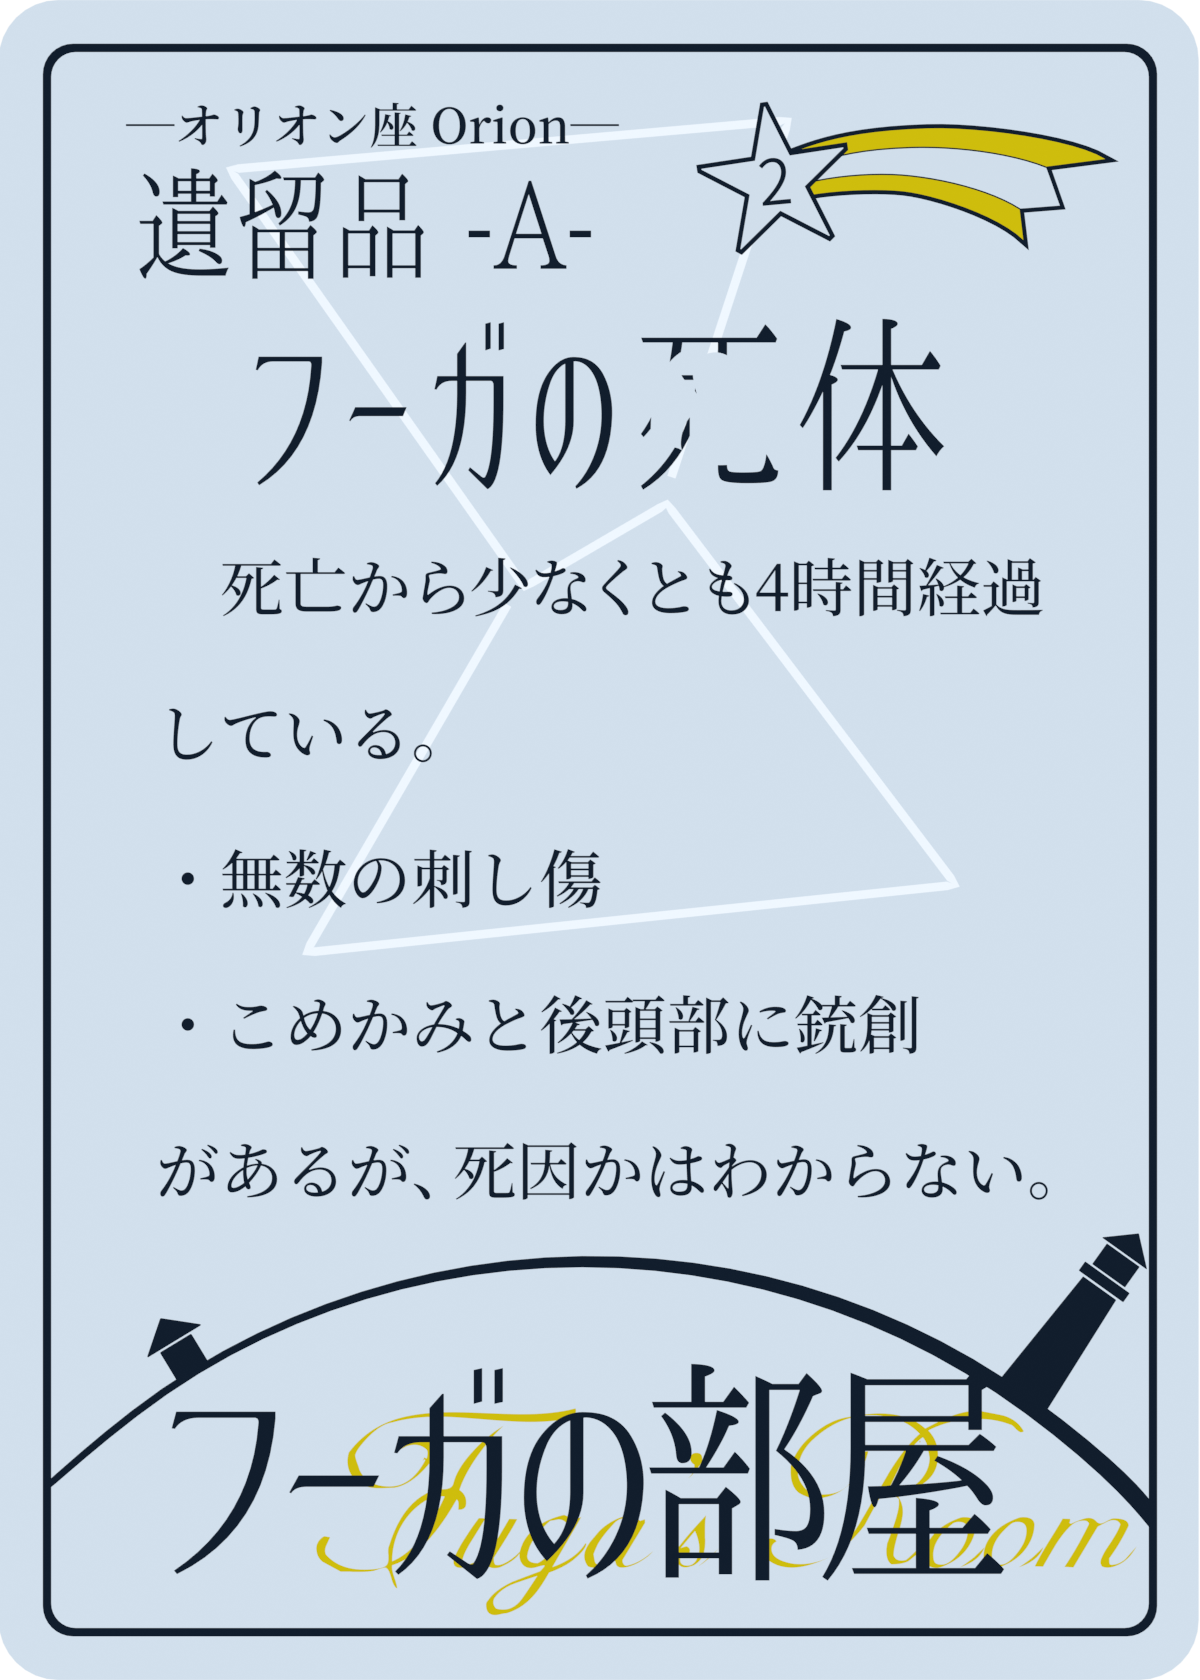 ―オリオン座 Orion―
2
遺留品 -A-
フーガの死体
死亡から少なくとも4時間経過
している。
・無数の刺し傷
・こめかみと後頭部に銃創
があるが、死因かはわからない。
フーガの部屋
Fuga's Room